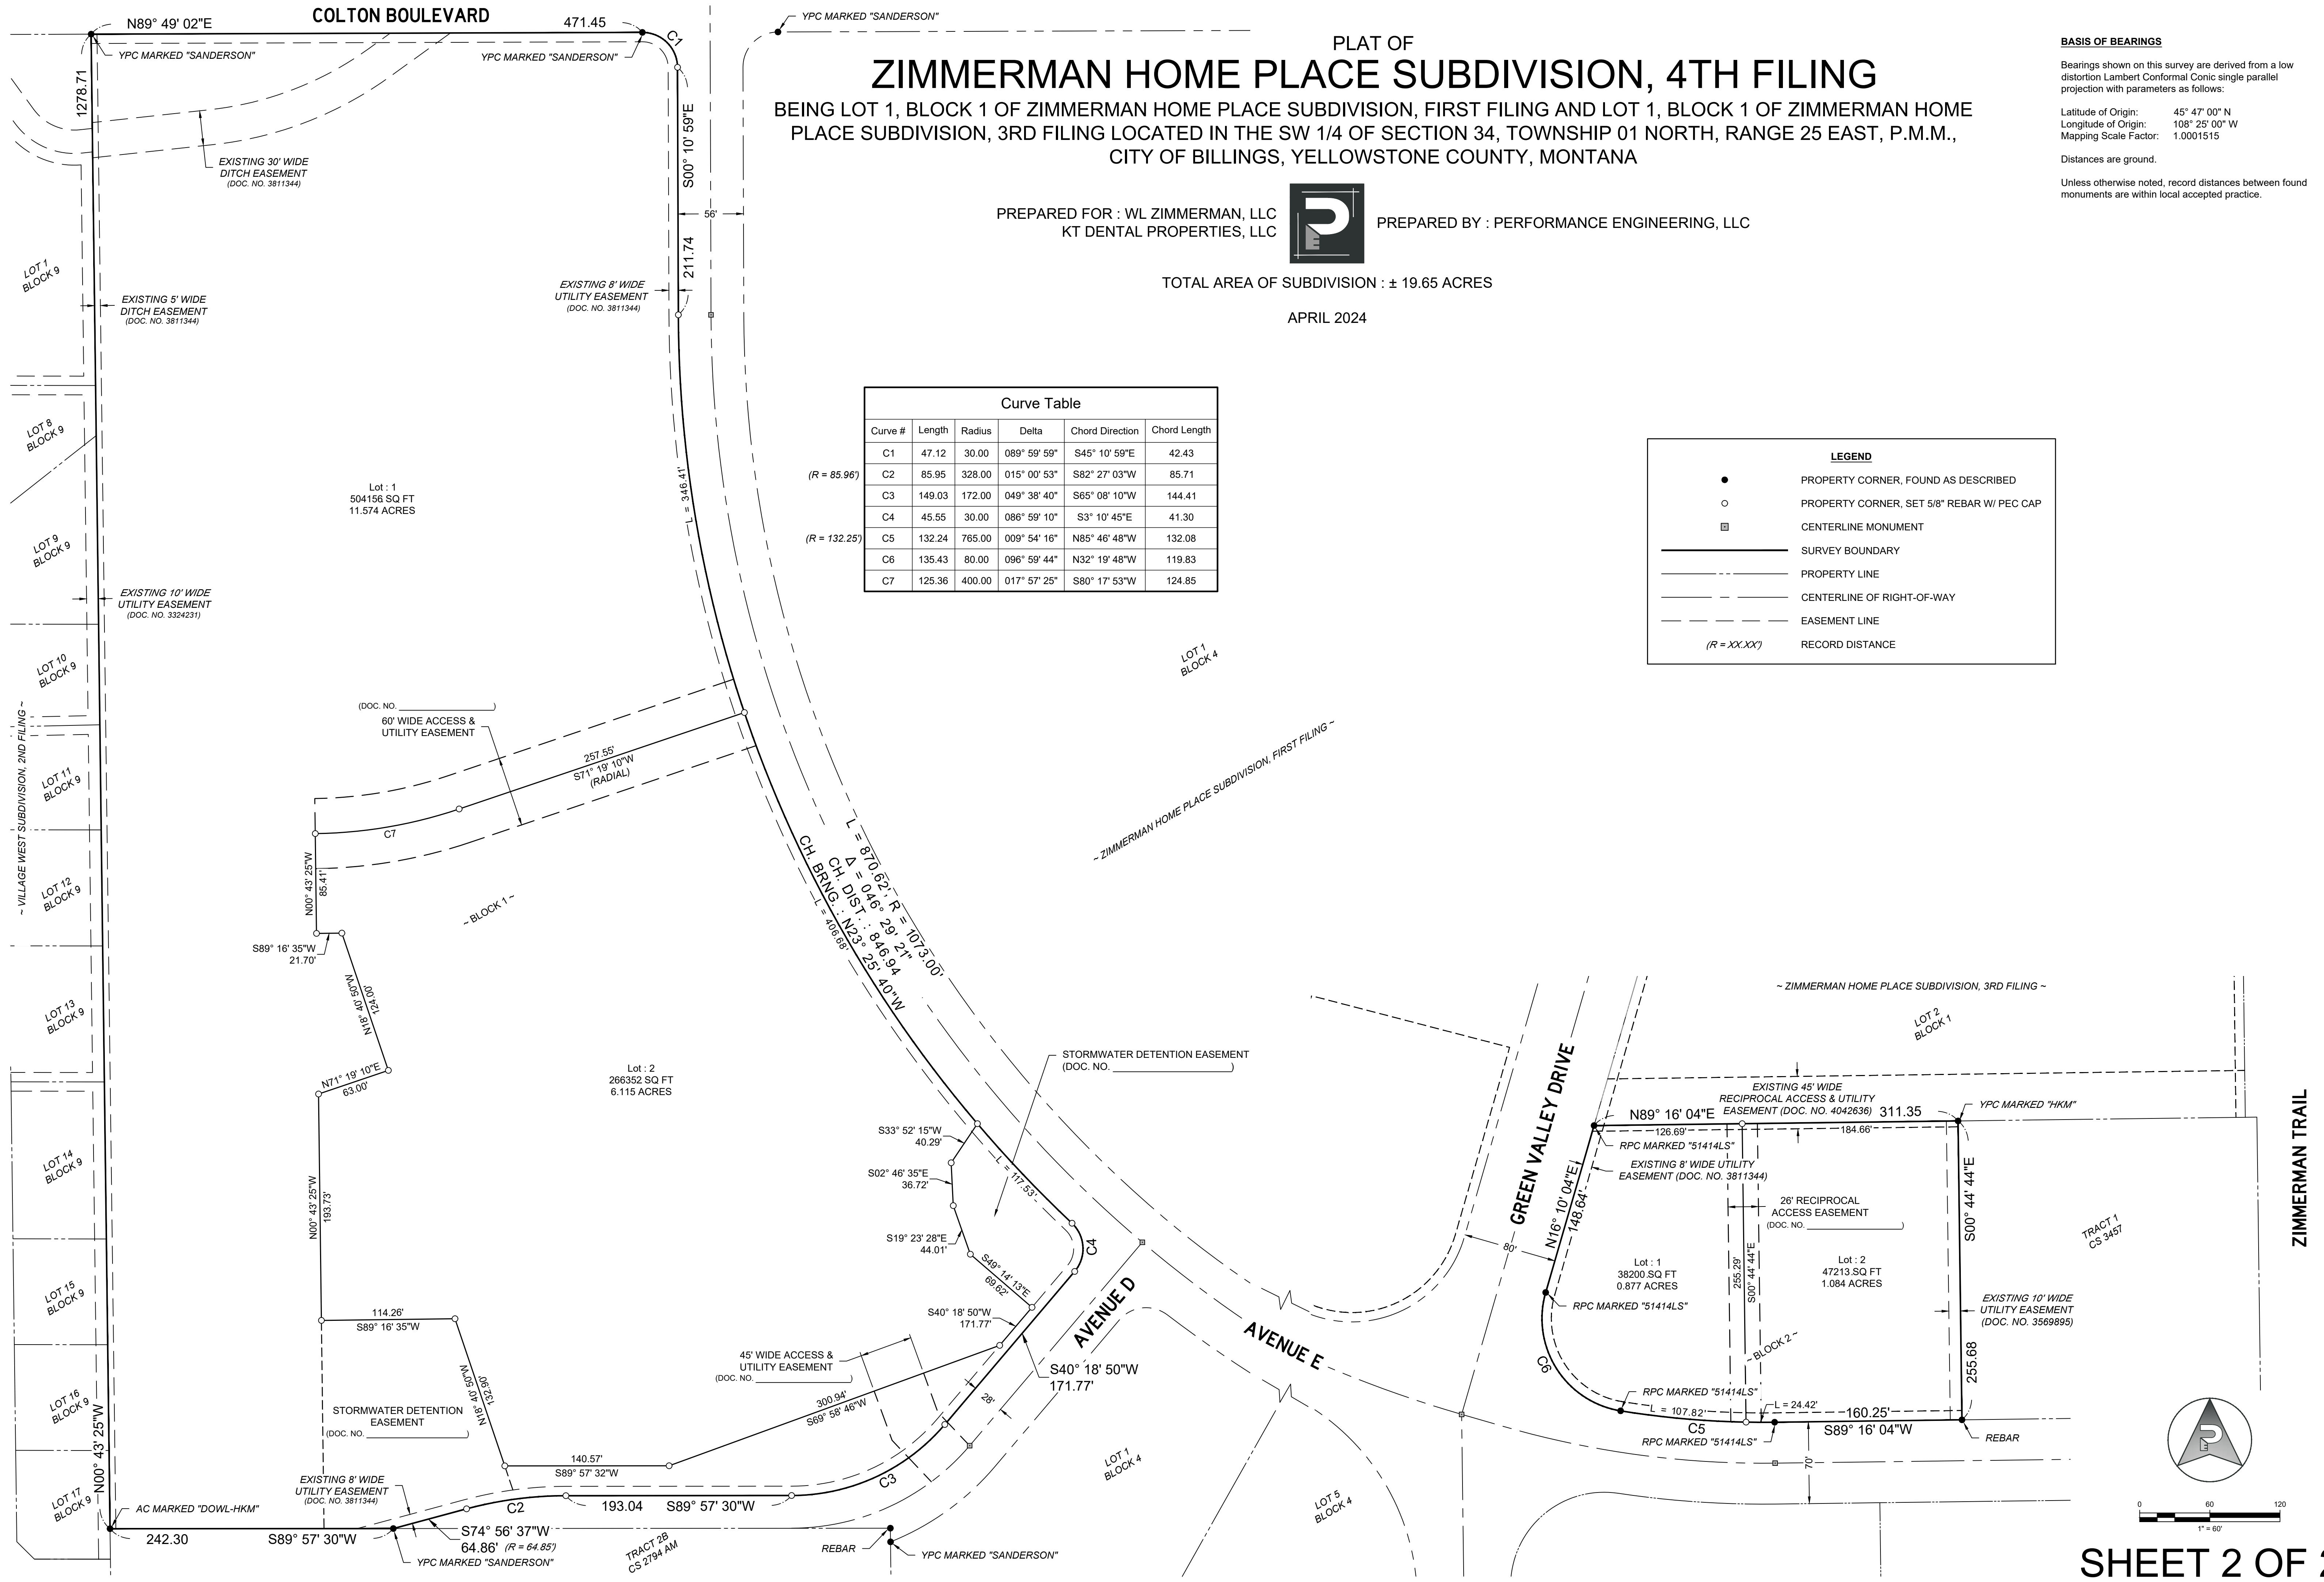 COLTON BOULEVARD
N89° 49' 02"E
471.45
C1
YPC MARKED "SANDERSON"
YPC MARKED "SANDERSON"
YPC MARKED "SANDERSON"
PLAT OF
ZIMMERMAN HOME PLACE SUBDIVISION, 4TH FILING
BEING LOT 1, BLOCK 1 OF ZIMMERMAN HOME PLACE SUBDIVISION, FIRST FILING AND LOT 1, BLOCK 1 OF ZIMMERMAN HOME
PLACE SUBDIVISION, 3RD FILING LOCATED IN THE SW 1/4 OF SECTION 34, TOWNSHIP 01 NORTH, RANGE 25 EAST, P.M.M.,
CITY OF BILLINGS, YELLOWSTONE COUNTY, MONTANA
PREPARED FOR : WL ZIMMERMAN, LLC
KT DENTAL PROPERTIES, LLC
PREPARED BY : PERFORMANCE ENGINEERING, LLC
TOTAL AREA OF SUBDIVISION : ± 19.65 ACRES
APRIL 2024
BASIS OF BEARINGS
Bearings shown on this survey are derived from a low
distortion Lambert Conformal Conic single parallel
projection with parameters as follows:
Latitude of Origin: 45° 47' 00" N
Longitude of Origin: 108° 25' 00" W
Mapping Scale Factor: 1.0001515
Distances are ground.
Unless otherwise noted, record distances between found
monuments are within local accepted practice.
1278.71
EXISTING 30' WIDE
DITCH EASEMENT
(DOC. NO. 3811344)
S00° 10' 59"E
56'
211.74
LOT 1
BLOCK 9
EXISTING 5' WIDE
DITCH EASEMENT
(DOC. NO. 3811344)
EXISTING 8' WIDE
UTILITY EASEMENT
(DOC. NO. 3811344)
Curve Table
Curve # Length Radius Delta Chord Direction Chord Length
C1 47.12 30.00 089° 59' 59" S45° 10' 59"E 42.43
(R = 85.96') C2 85.95 328.00 015° 00' 53" S82° 27' 03"W 85.71
C3 149.03 172.00 049° 38' 40" S65° 08' 10"W 144.41
C4 45.55 30.00 086° 59' 10" S3° 10' 45"E 41.30
(R = 132.25') C5 132.24 765.00 009° 54' 16" N85° 46' 48"W 132.08
C6 135.43 80.00 096° 59' 44" N32° 19' 48"W 119.83
C7 125.36 400.00 017° 57' 25" S80° 17' 53"W 124.85
LEGEND
PROPERTY CORNER, FOUND AS DESCRIBED
PROPERTY CORNER, SET 5/8" REBAR W/ PEC CAP
CENTERLINE MONUMENT
SURVEY BOUNDARY
PROPERTY LINE
CENTERLINE OF RIGHT-OF-WAY
EASEMENT LINE
(R = XX.XX') RECORD DISTANCE
LOT 8
BLOCK 9
Lot : 1
504156 SQ FT
11.574 ACRES
L = 346.41'
LOT 9
BLOCK 9
EXISTING 10' WIDE
UTILITY EASEMENT
(DOC. NO. 3324231)
LOT 10
BLOCK 9
~ VILLAGE WEST SUBDIVISION, 2ND FILING ~
LOT 11
BLOCK 9
LOT 12
BLOCK 9
LOT 13
BLOCK 9
LOT 14
BLOCK 9
LOT 15
BLOCK 9
LOT 16
BLOCK 9
LOT 17
BLOCK 9
(DOC. NO. ________)
60' WIDE ACCESS &
UTILITY EASEMENT
257.55'
S71° 19' 10"W
(RADIAL)
C7
N00° 43' 25"W
85.41'
~ BLOCK 1 ~
S89° 16' 35"W
21.70'
N18° 40' 50"W
124.00'
N71° 19' 10"E
63.00'
N00° 43' 25"W
193.73'
Lot : 2
266352 SQ FT
6.115 ACRES
L = 870.62', R = 1073.00'
Δ = 046° 29' 21"
CH. DIST. : 846.94
CH. BRNG. : N23° 25' 40"W
L = 406.68'
LOT 1
BLOCK 4
~ ZIMMERMAN HOME PLACE SUBDIVISION, FIRST FILING ~
STORMWATER DETENTION EASEMENT
(DOC. NO. ________)
S33° 52' 15"W
40.29'
S02° 46' 35"E
36.72'
S19° 23' 28"E
44.01'
S49° 14' 13"E
69.62'
L = 117.53'
C4
S40° 18' 50"W
171.77'
S40° 18' 50"W
171.77'
AVENUE D
28'
AVENUE E
114.26'
S89° 16' 35"W
N18° 40' 50"W
132.90'
STORMWATER DETENTION
EASEMENT
(DOC. NO. ________)
45' WIDE ACCESS &
UTILITY EASEMENT
(DOC. NO. ________)
300.94'
S69° 58' 46"W
140.57'
S89° 57' 32"W
EXISTING 8' WIDE
UTILITY EASEMENT
(DOC. NO. 3811344)
C2
193.04 S89° 57' 30"W
C3
N00° 43' 25"W
AC MARKED "DOWL-HKM"
242.30 S89° 57' 30"W
S74° 56' 37"W
64.86' (R = 64.85')
YPC MARKED "SANDERSON"
TRACT 2B
CS 2794 AM
REBAR
YPC MARKED "SANDERSON"
LOT 1
BLOCK 4
LOT 5
BLOCK 4
~ ZIMMERMAN HOME PLACE SUBDIVISION, 3RD FILING ~
LOT 2
BLOCK 1
GREEN VALLEY DRIVE
80'
EXISTING 45' WIDE
RECIPROCAL ACCESS & UTILITY
EASEMENT (DOC. NO. 4042636)
N89° 16' 04"E
311.35
126.69'
184.66'
YPC MARKED "HKM"
RPC MARKED "51414LS"
EXISTING 8' WIDE UTILITY
EASEMENT (DOC. NO. 3811344)
N16° 10' 04"E
148.64'
26' RECIPROCAL
ACCESS EASEMENT
(DOC. NO. ________)
S00° 44' 44"E
TRACT 1
CS 3457
ZIMMERMAN TRAIL
Lot : 1
38200 SQ FT
0.877 ACRES
255.29'
S00° 44' 44"E
Lot : 2
47213 SQ FT
1.084 ACRES
RPC MARKED "51414LS"
EXISTING 10' WIDE
UTILITY EASEMENT
(DOC. NO. 3569895)
~ BLOCK 2 ~
255.68
C6
RPC MARKED "51414LS"
L = 107.82'
L = 24.42'
160.25'
C5
S89° 16' 04"W
RPC MARKED "51414LS"
REBAR
70'
0 60 120
1" = 60'
SHEET 2 OF